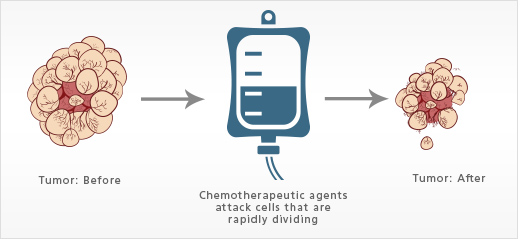 Tumor: Before
Chemotherapeutic agents
attack cells that are
rapidly dividing
Tumor: After